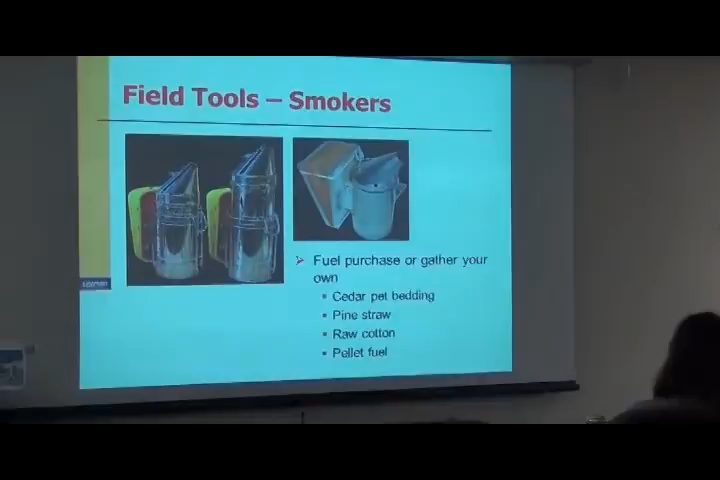 Field Tools – Smokers
➢ Fuel purchase or gather your
own
▪ Cedar pet bedding
▪ Pine straw
▪ Raw cotton
▪ Pellet fuel